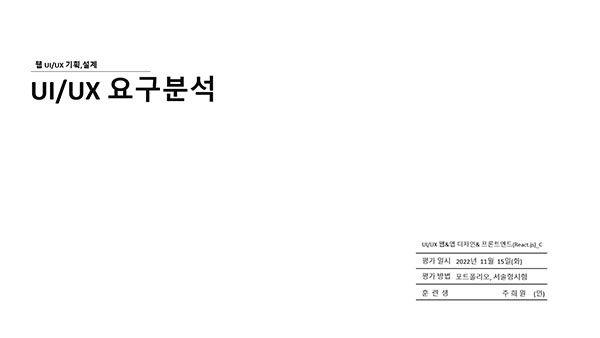 웹 UI/UX 기획,설계
UI/UX 요구분석
UI/UX 웹&앱 디자인& 프론트엔드(React.js)_C
평가 일시 2022년 11월 15일(화)
평가 방법 포트폴리오, 서술형시험
훈 련 생 주 희 원 (인)